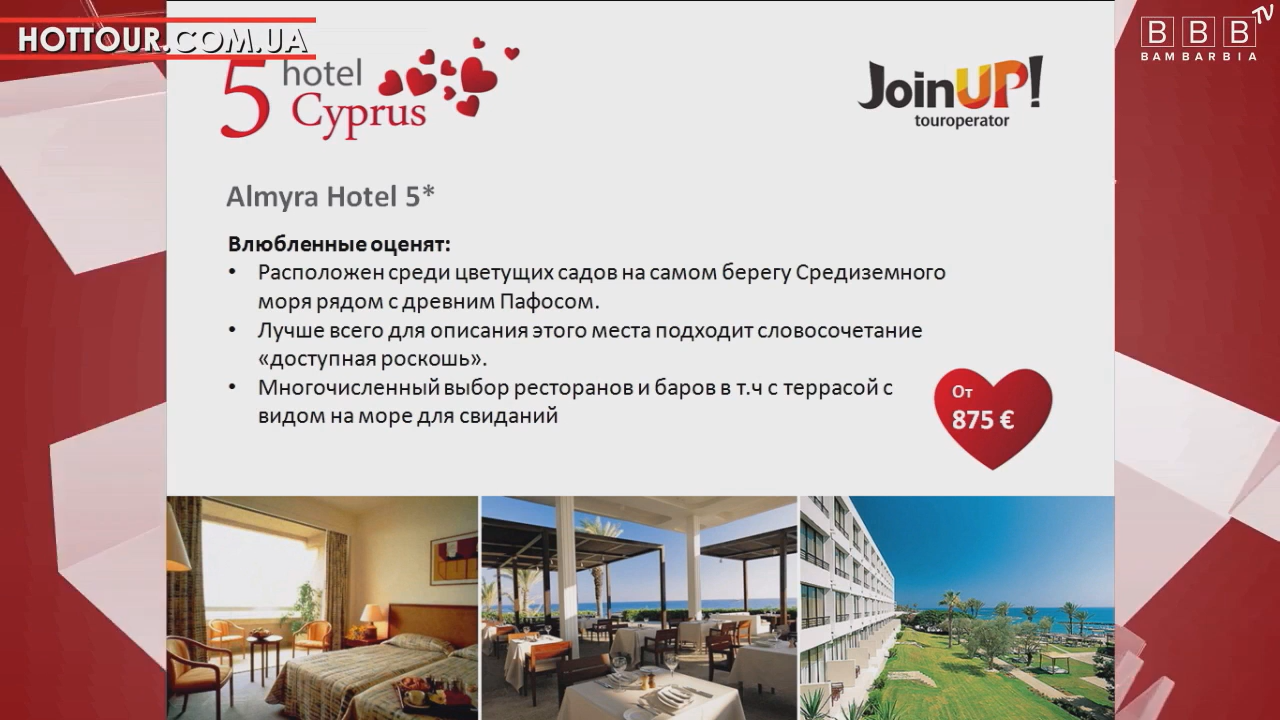 HOTTOUR.COM.UA
BBB TV
BAMBARBIA
5 hotel
Cyprus
JoinUP!
touroperator
Almyra Hotel 5*
Влюбленные оценят:
• Расположен среди цветущих садов на самом берегу Средиземного
моря рядом с древним Пафосом.
• Лучше всего для описания этого места подходит словосочетание
«доступная роскошь».
• Многочисленный выбор ресторанов и баров в т.ч с террасой с
видом на море для свиданий
От
875 €